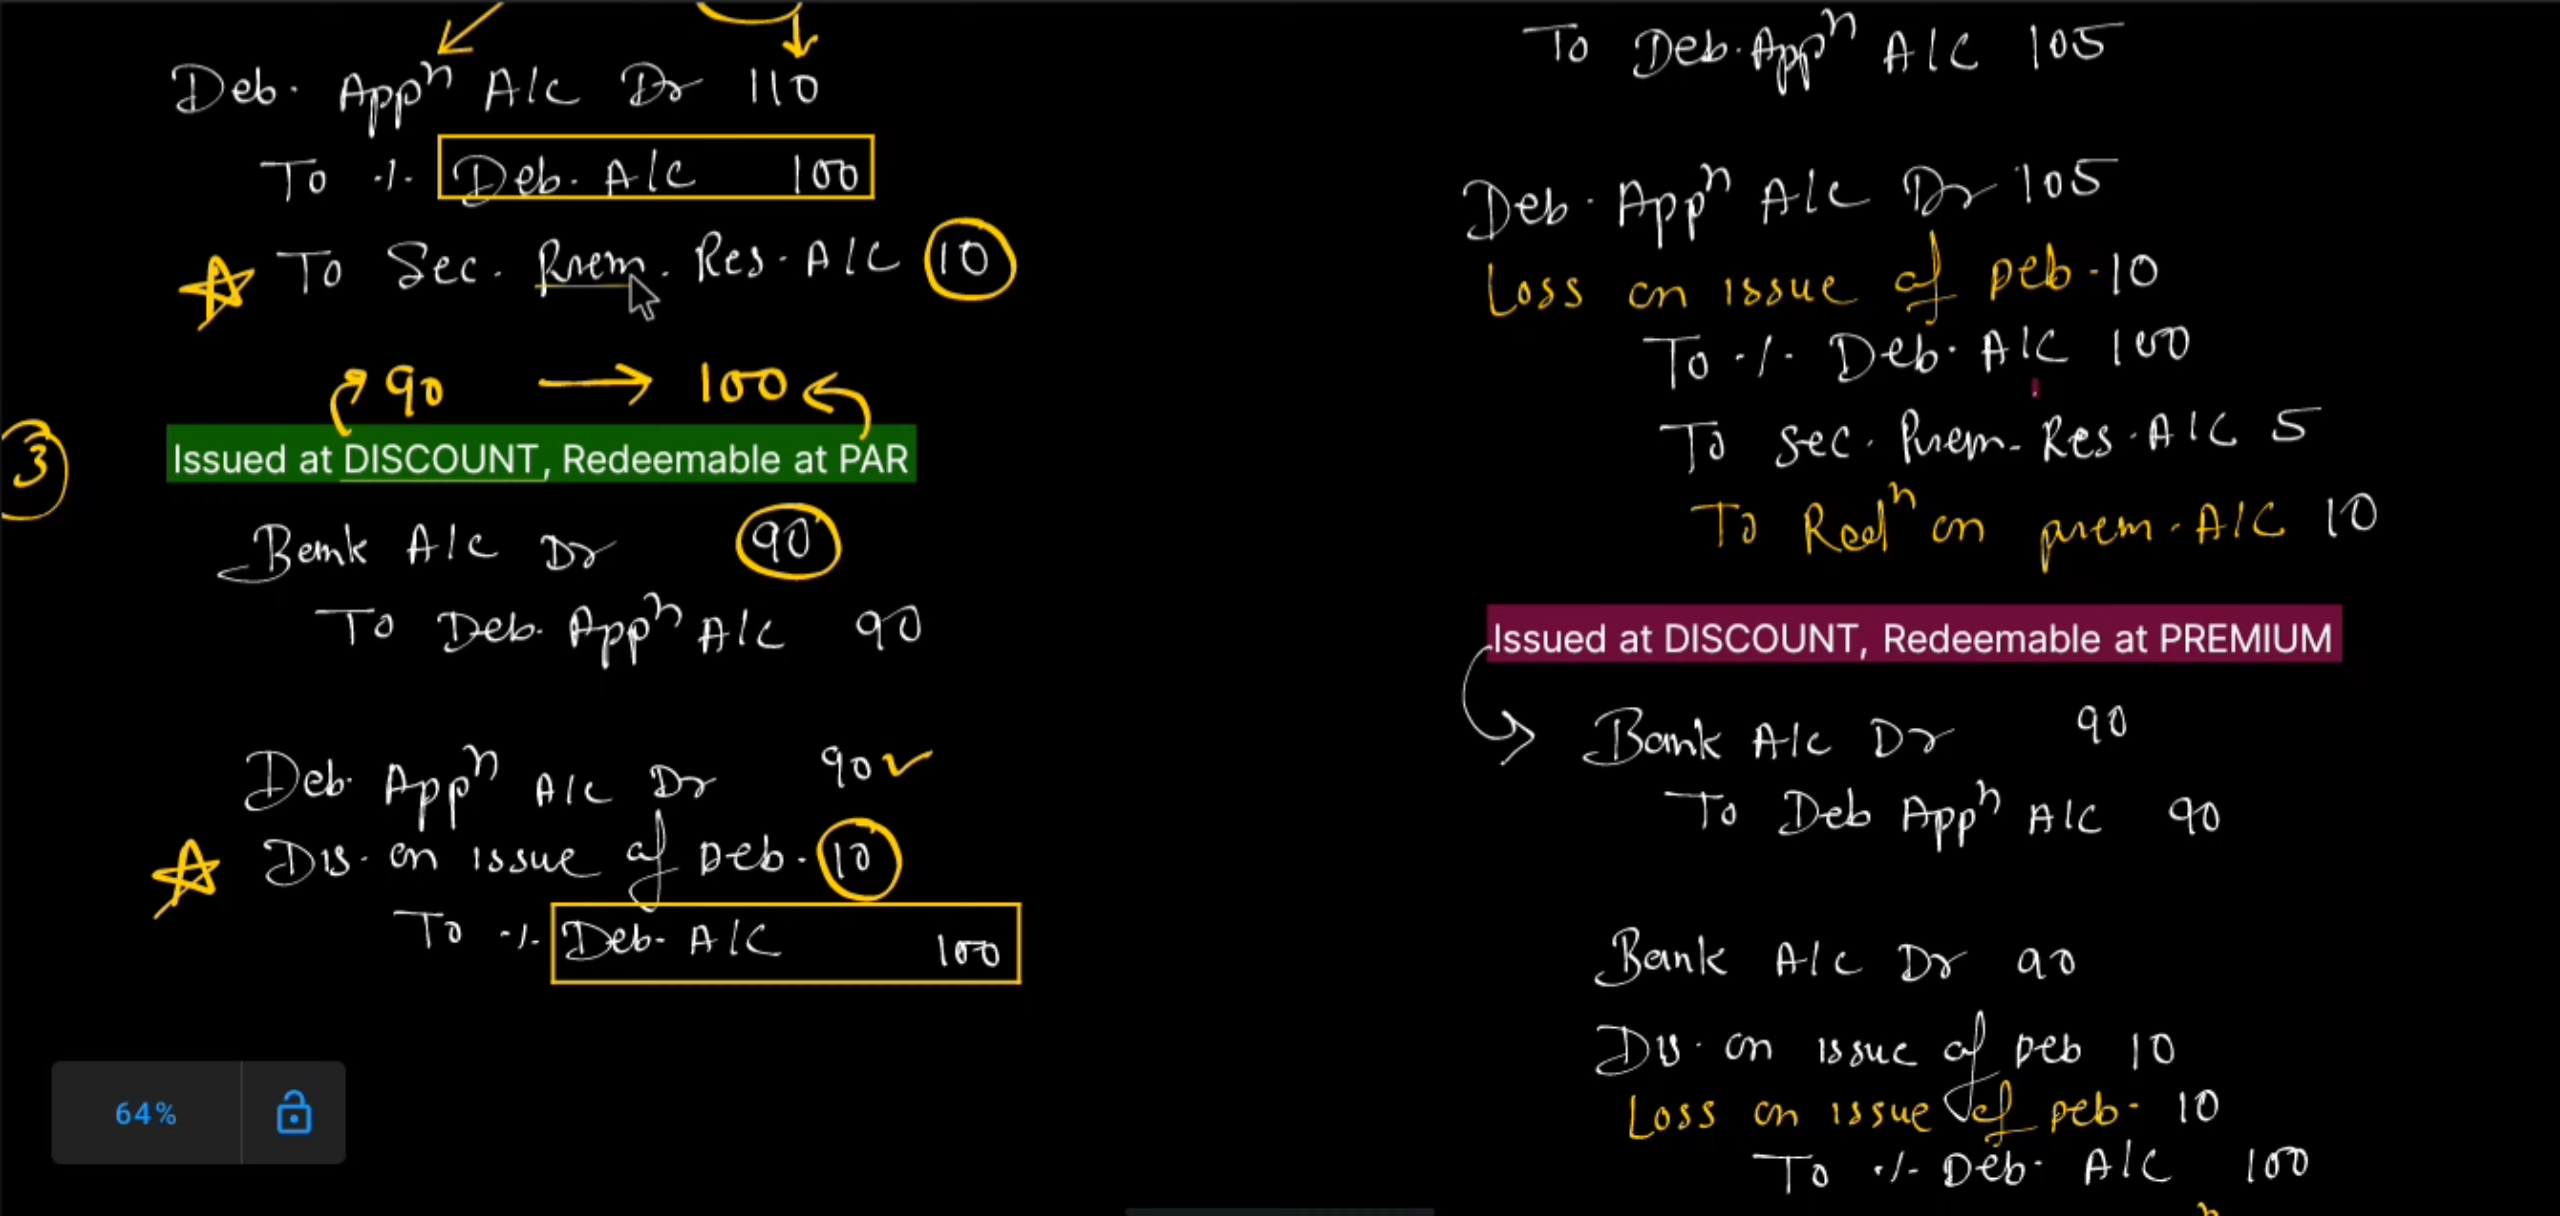 Deb. Appⁿ A/c Dr 110
To .1. Deb. A/c 100
To Sec. Prem. Res. A/C 10
90 → 100
3
Issued at DISCOUNT, Redeemable at PAR
Bank A/c Dr 90
To Deb. Appⁿ A/c 90
Deb. Appⁿ A/c Dr 90
Dis. on issue of Deb. 10
To .1. Deb. A/C 100
64%
To Deb. Appⁿ A/C 105
Deb. Appⁿ A/c Dr 105
Loss on issue of Deb. 10
To ./. Deb. A/C 100
To Sec. Prem. Res. A/C 5
To Redⁿ on prem. A/C 10
Issued at DISCOUNT, Redeemable at PREMIUM
Bank A/c Dr 90
To Deb Appⁿ A/C 90
Bank A/c Dr 90
Dis. on issue of Deb 10
Loss on issue of Deb. 10
To ./. Deb. A/C 100